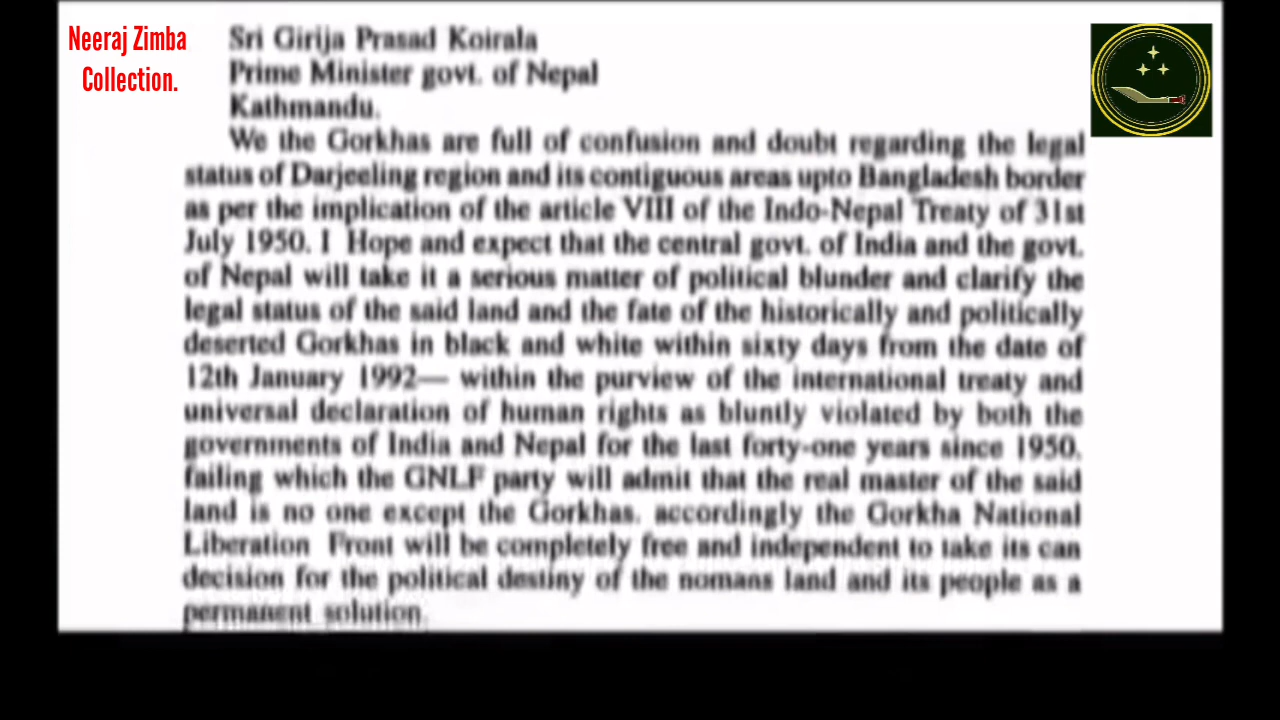 Neeraj Zimba
Collection.
Sri Girija Prasad Koirala
Prime Minister govt. of Nepal
Kathmandu.
We the Gorkhas are full of confusion and doubt regarding the legal
status of Darjeeling region and its contiguous areas upto Bangladesh border
as per the implication of the article VIII of the Indo-Nepal Treaty of 31st
July 1950. I Hope and expect that the central govt. of India and the govt.
of Nepal will take it a serious matter of political blunder and clarify the
legal status of the said land and the fate of the historically and politically
deserted Gorkhas in black and white within sixty days from the date of
12th January 1992— within the purview of the international treaty and
universal declaration of human rights as bluntly violated by both the
governments of India and Nepal for the last forty-one years since 1950.
failing which the GNLF party will admit that the real master of the said
land is no one except the Gorkhas. accordingly the Gorkha National
Liberation Front will be completely free and independent to take its can
decision for the political destiny of the nomans land and its people as a
permanent solution.